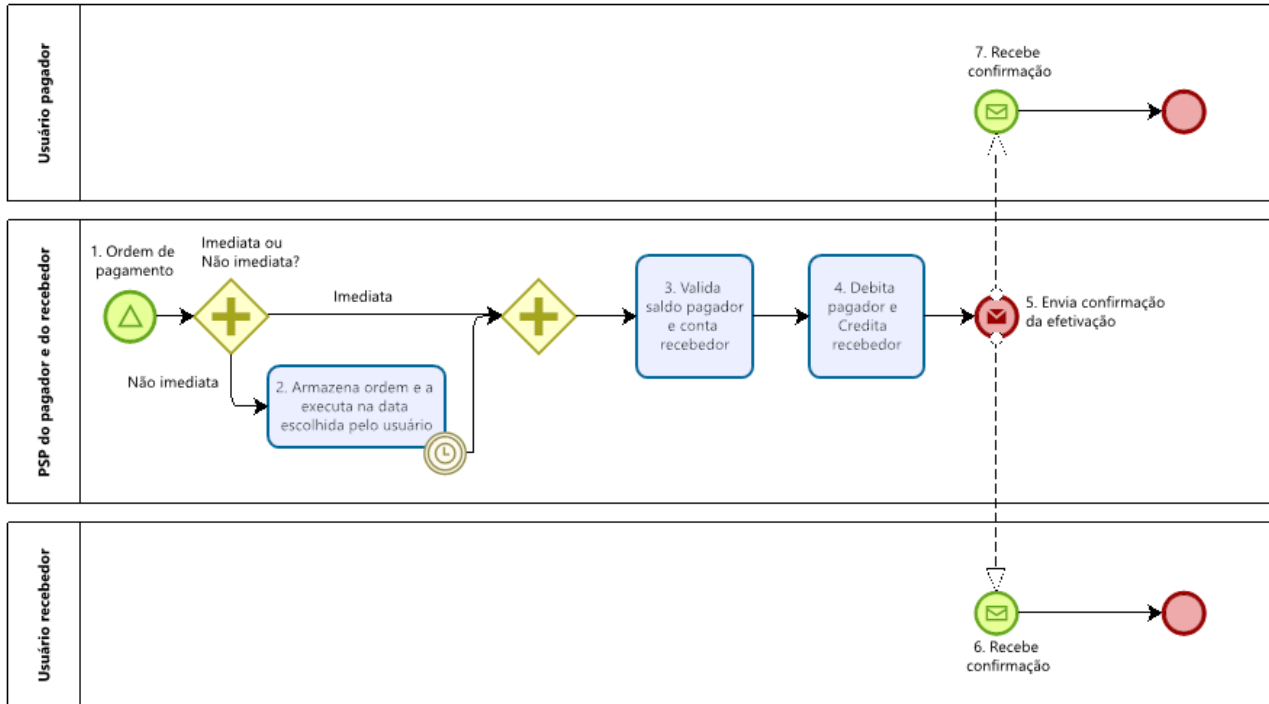 Usuário pagador
7. Recebe
confirmação
PSP do pagador e do recebedor
1. Ordem de
pagamento
Imediata ou
Não imediata?
Imediata
Não imediata
2. Armazena ordem e a
executa na data
escolhida pelo usuário
3. Valida
saldo pagador
e conta
recebedor
4. Debita
pagador e
Credita
recebedor
5. Envia confirmação
da efetivação
Usuário recebedor
6. Recebe
confirmação